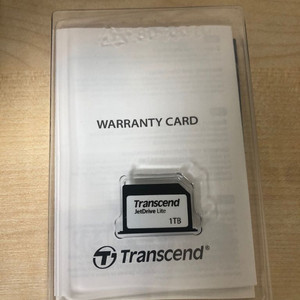 WARRANTY CARD
Transcend
JetDrive Lite
1TB
Transcend®